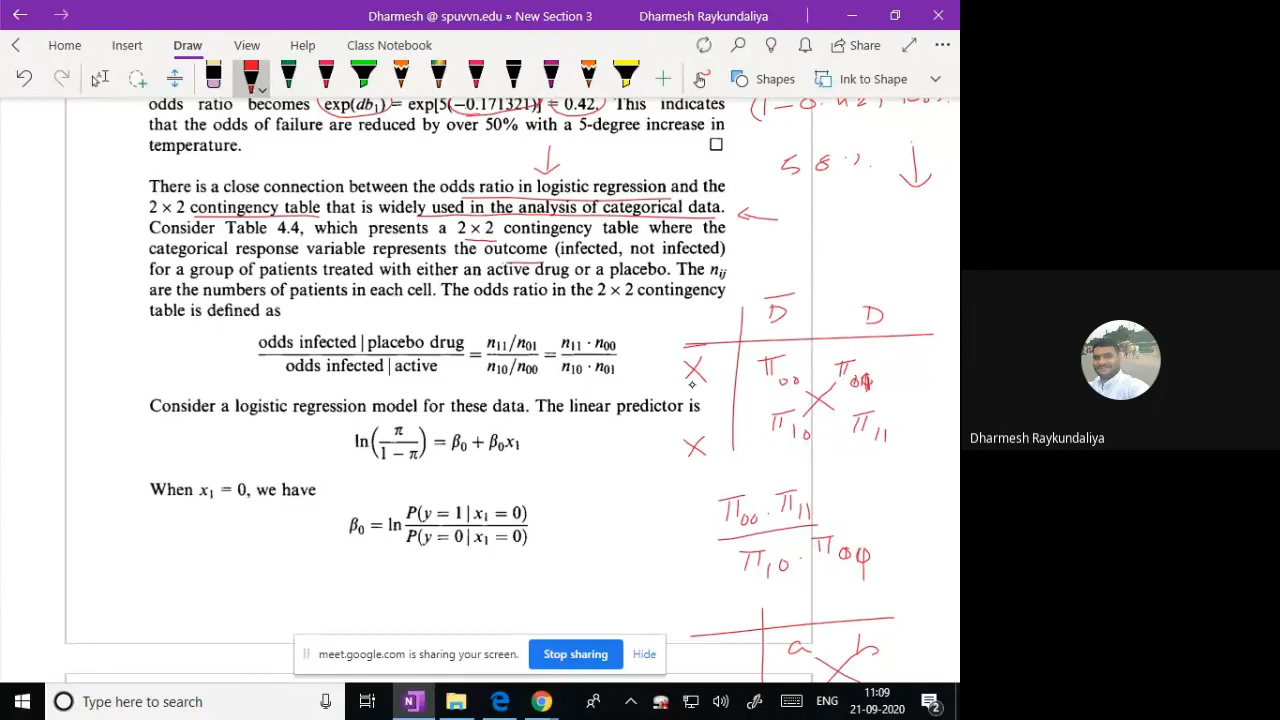 Dharmesh @ spuvvn.edu » New Section 3
Dharmesh Raykundaliya
Home Insert Draw View Help Class Notebook
Share
Shapes
Ink to Shape
odds ratio becomes exp(db₁) = exp[5(−0.171321)] = 0.42. This indicates
that the odds of failure are reduced by over 50% with a 5-degree increase in
temperature.
58%
There is a close connection between the odds ratio in logistic regression and the
2 × 2 contingency table that is widely used in the analysis of categorical data.
Consider Table 4.4, which presents a 2 × 2 contingency table where the
categorical response variable represents the outcome (infected, not infected)
for a group of patients treated with either an active drug or a placebo. The nᵢⱼ
are the numbers of patients in each cell. The odds ratio in the 2 × 2 contingency
table is defined as
odds infected | placebo drug / odds infected | active = n₁₁/n₀₁ / n₁₀/n₀₀ = n₁₁ · n₀₀ / n₁₀ · n₀₁
Consider a logistic regression model for these data. The linear predictor is
ln(π / 1 − π) = β₀ + β₀x₁
When x₁ = 0, we have
β₀ = ln P(y = 1 | x₁ = 0) / P(y = 0 | x₁ = 0)
D̅ D
X̅ π₀₀
X π₁₀ π₁₁
π₀₀ · π₁₁
π₁₀ ·
a b
meet.google.com is sharing your screen.
Stop sharing
Hide
Dharmesh Raykundaliya
Type here to search
ENG
11:09
21-09-2020
2